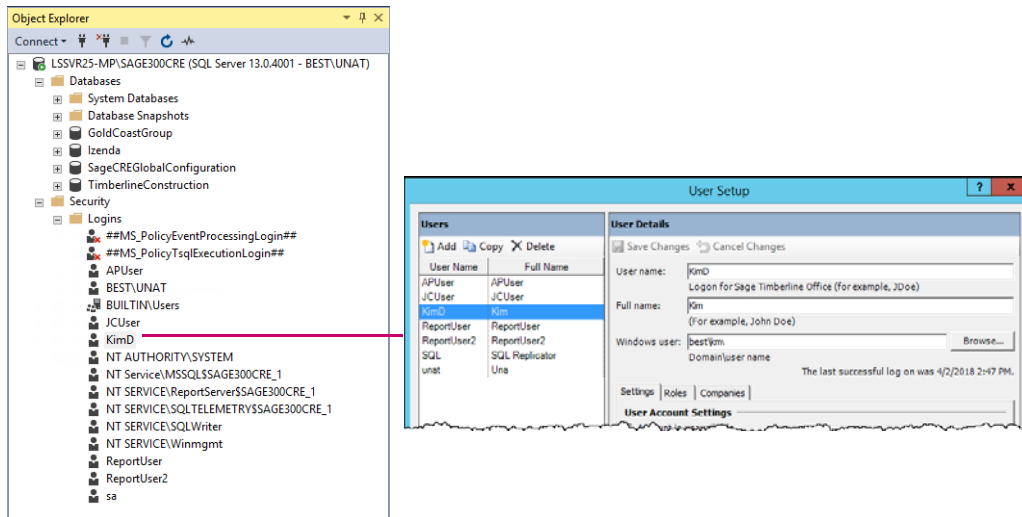 Object Explorer
Connect
LSSVR25-MP\SAGE300CRE (SQL Server 13.0.4001 - BEST\UNAT)
Databases
System Databases
Database Snapshots
GoldCoastGroup
Izenda
SageCREGlobalConfiguration
TimberlineConstruction
Security
Logins
##MS_PolicyEventProcessingLogin##
##MS_PolicyTsqlExecutionLogin##
APUser
BEST\UNAT
BUILTIN\Users
JCUser
KimD
NT AUTHORITY\SYSTEM
NT Service\MSSQL$SAGE300CRE_1
NT SERVICE\ReportServer$SAGE300CRE_1
NT SERVICE\SQLTELEMETRY$SAGE300CRE_1
NT SERVICE\SQLWriter
NT SERVICE\Winmgmt
ReportUser
ReportUser2
sa
User Setup
? x
Users
Add Copy Delete
User Name Full Name
APUser APUser
JCUser JCUser
KimD Kim
ReportUser ReportUser
ReportUser2 ReportUser2
SQL SQL Replicator
unat Una
User Details
Save Changes Cancel Changes
User name: KimD
Logon for Sage Timberline Office (for example, JDoe)
Full name: Kim
(For example, John Doe)
Windows user: best\km Browse...
Domain\user name
The last successful log on was 4/2/2018 2:47 PM.
Settings Roles Companies
User Account Settings